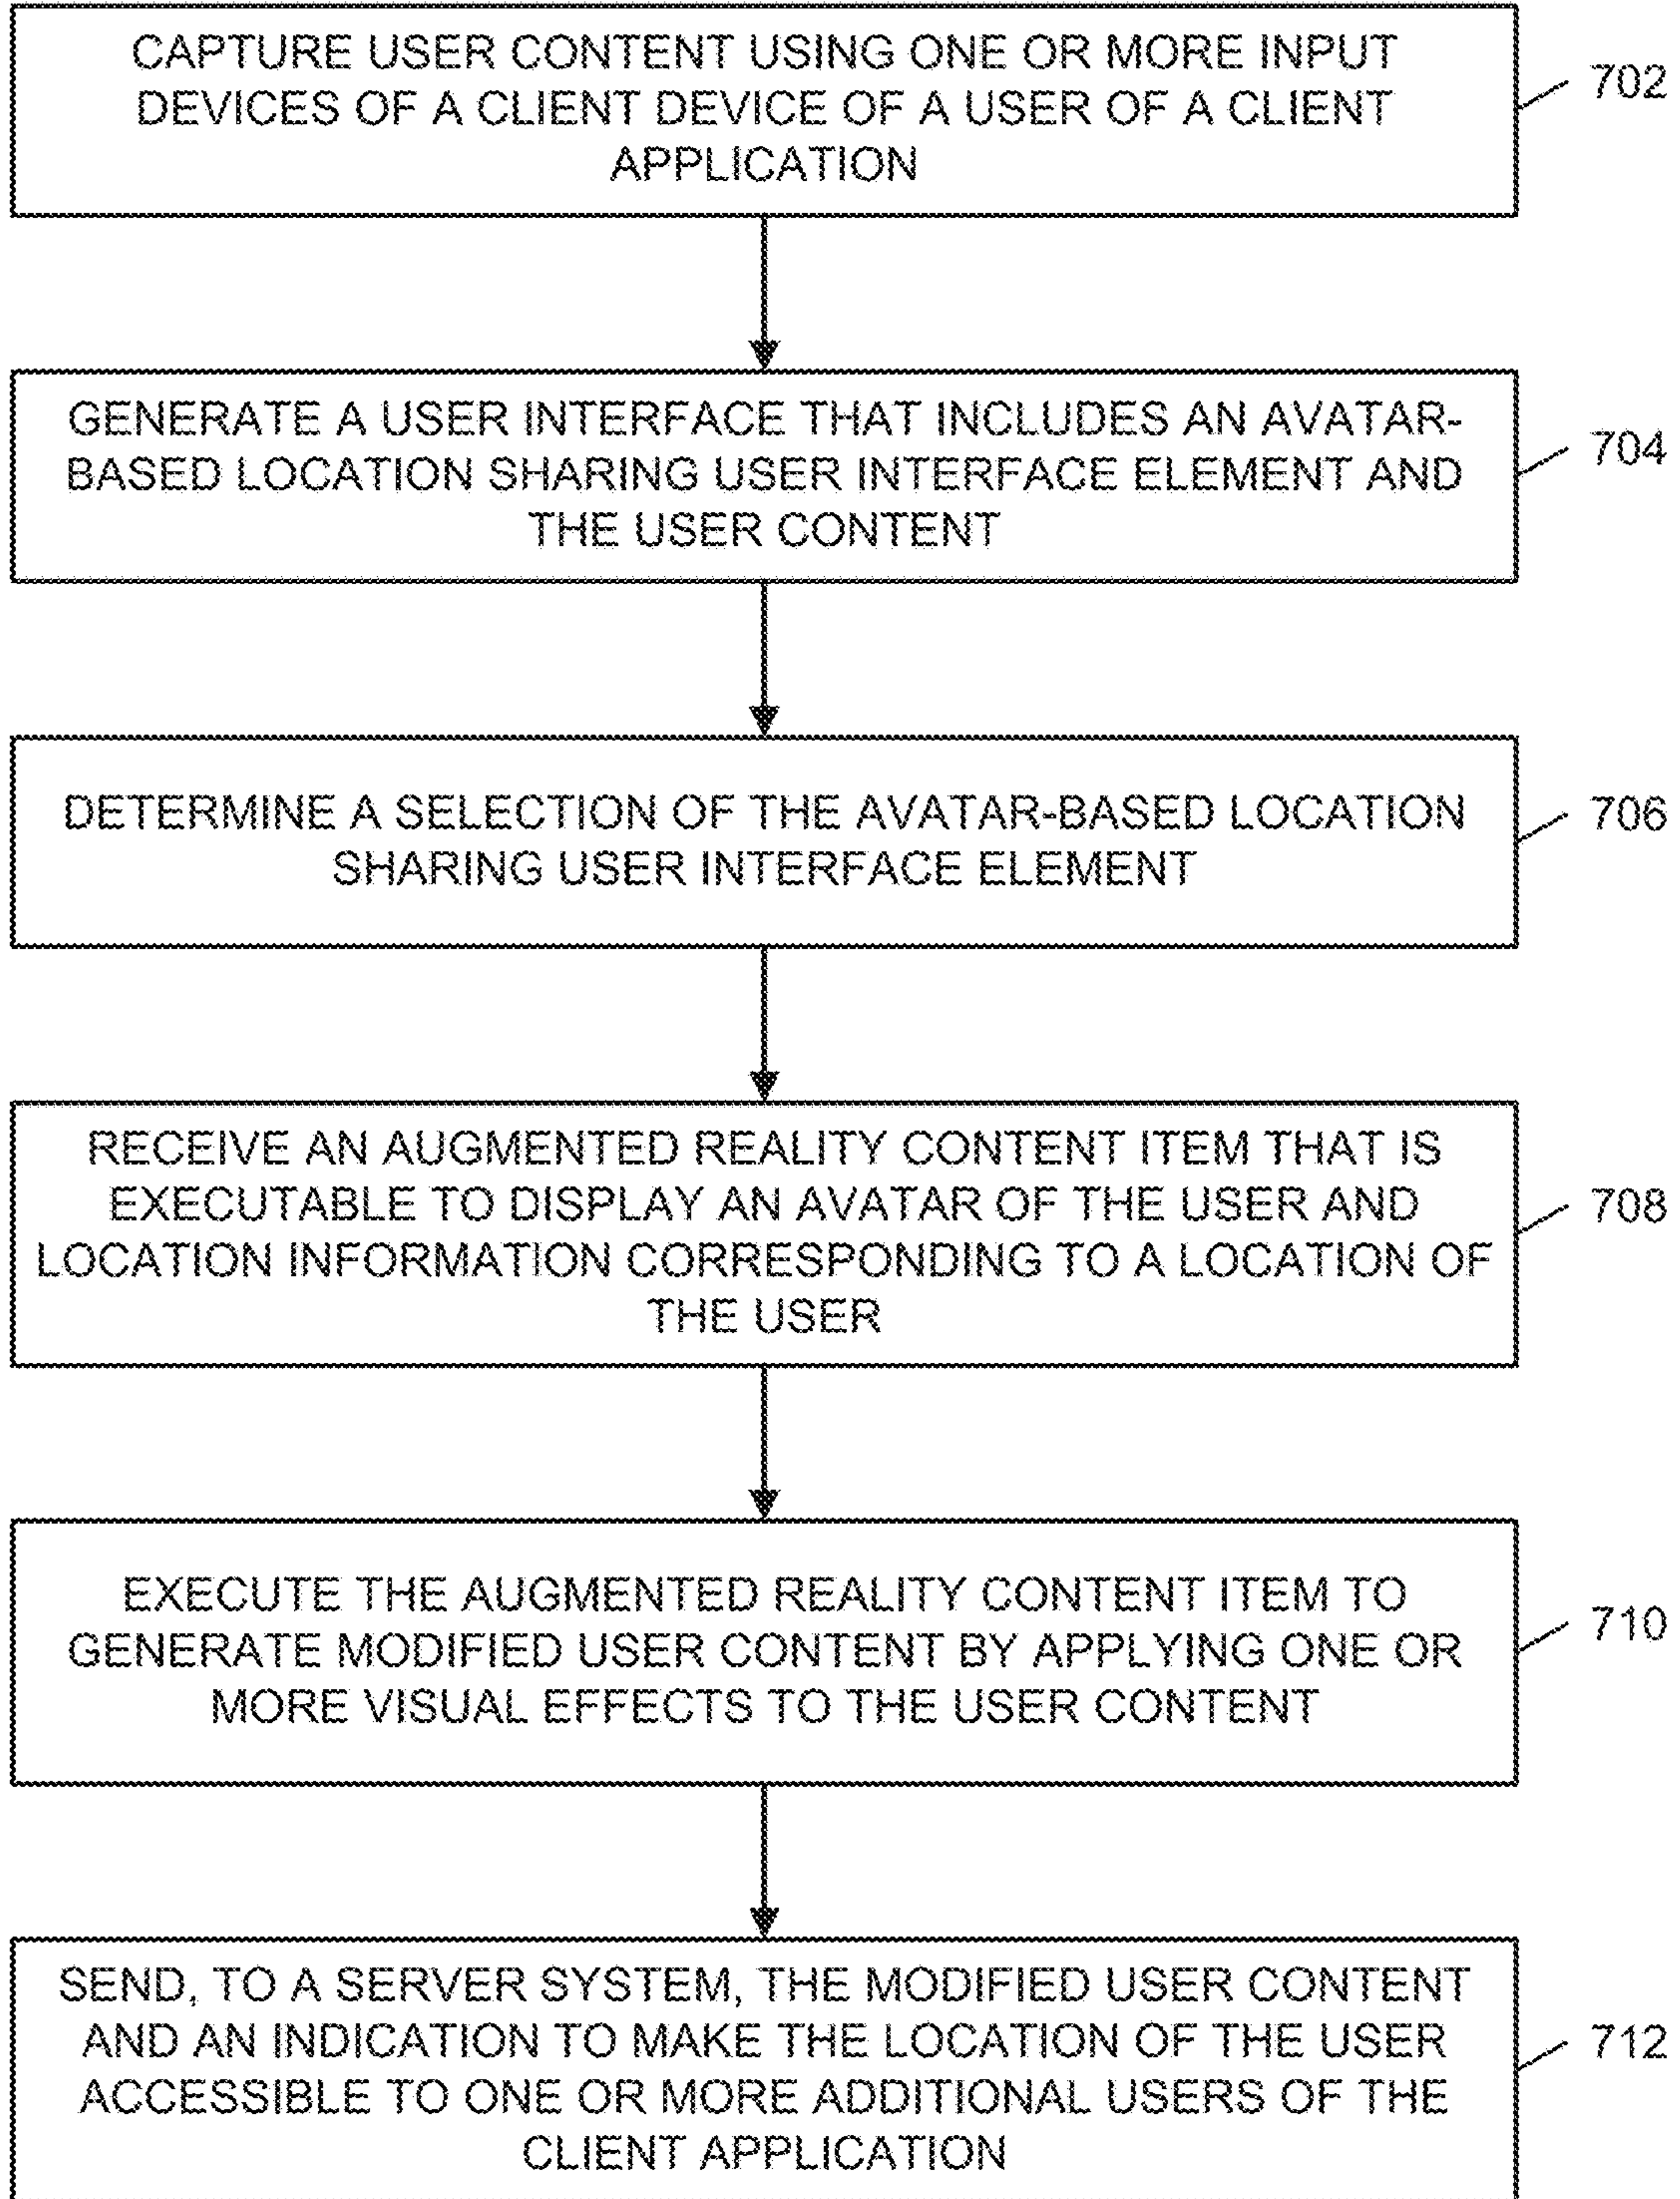 CAPTURE USER CONTENT USING ONE OR MORE INPUT
DEVICES OF A CLIENT DEVICE OF A USER OF A CLIENT
APPLICATION
702
GENERATE A USER INTERFACE THAT INCLUDES AN AVATAR-
BASED LOCATION SHARING USER INTERFACE ELEMENT AND
THE USER CONTENT
704
DETERMINE A SELECTION OF THE AVATAR-BASED LOCATION
SHARING USER INTERFACE ELEMENT
706
RECEIVE AN AUGMENTED REALITY CONTENT ITEM THAT IS
EXECUTABLE TO DISPLAY AN AVATAR OF THE USER AND
LOCATION INFORMATION CORRESPONDING TO A LOCATION OF
THE USER
708
EXECUTE THE AUGMENTED REALITY CONTENT ITEM TO
GENERATE MODIFIED USER CONTENT BY APPLYING ONE OR
MORE VISUAL EFFECTS TO THE USER CONTENT
710
SEND, TO A SERVER SYSTEM, THE MODIFIED USER CONTENT
AND AN INDICATION TO MAKE THE LOCATION OF THE USER
ACCESSIBLE TO ONE OR MORE ADDITIONAL USERS OF THE
CLIENT APPLICATION
712